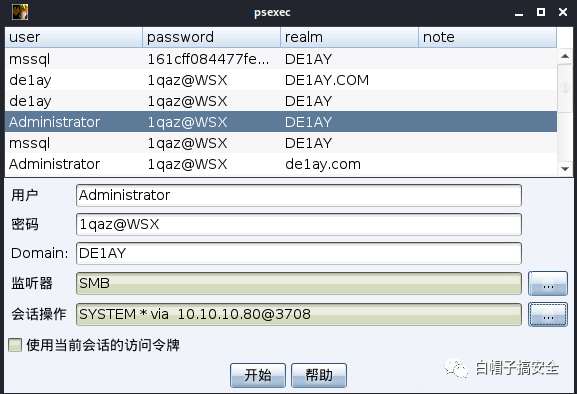 psexec
user password realm note
mssql 161cff084477fe... DE1AY
de1ay 1qaz@WSX DE1AY.COM
de1ay 1qaz@WSX DE1AY
Administrator 1qaz@WSX DE1AY
mssql 1qaz@WSX DE1AY
Administrator 1qaz@WSX de1ay.com
用户 Administrator
密码 1qaz@WSX
Domain: DE1AY
监听器 SMB ...
会话操作 SYSTEM * via 10.10.10.80@3708 ...
使用当前会话的访问令牌
开始 帮助
白帽子搞安全